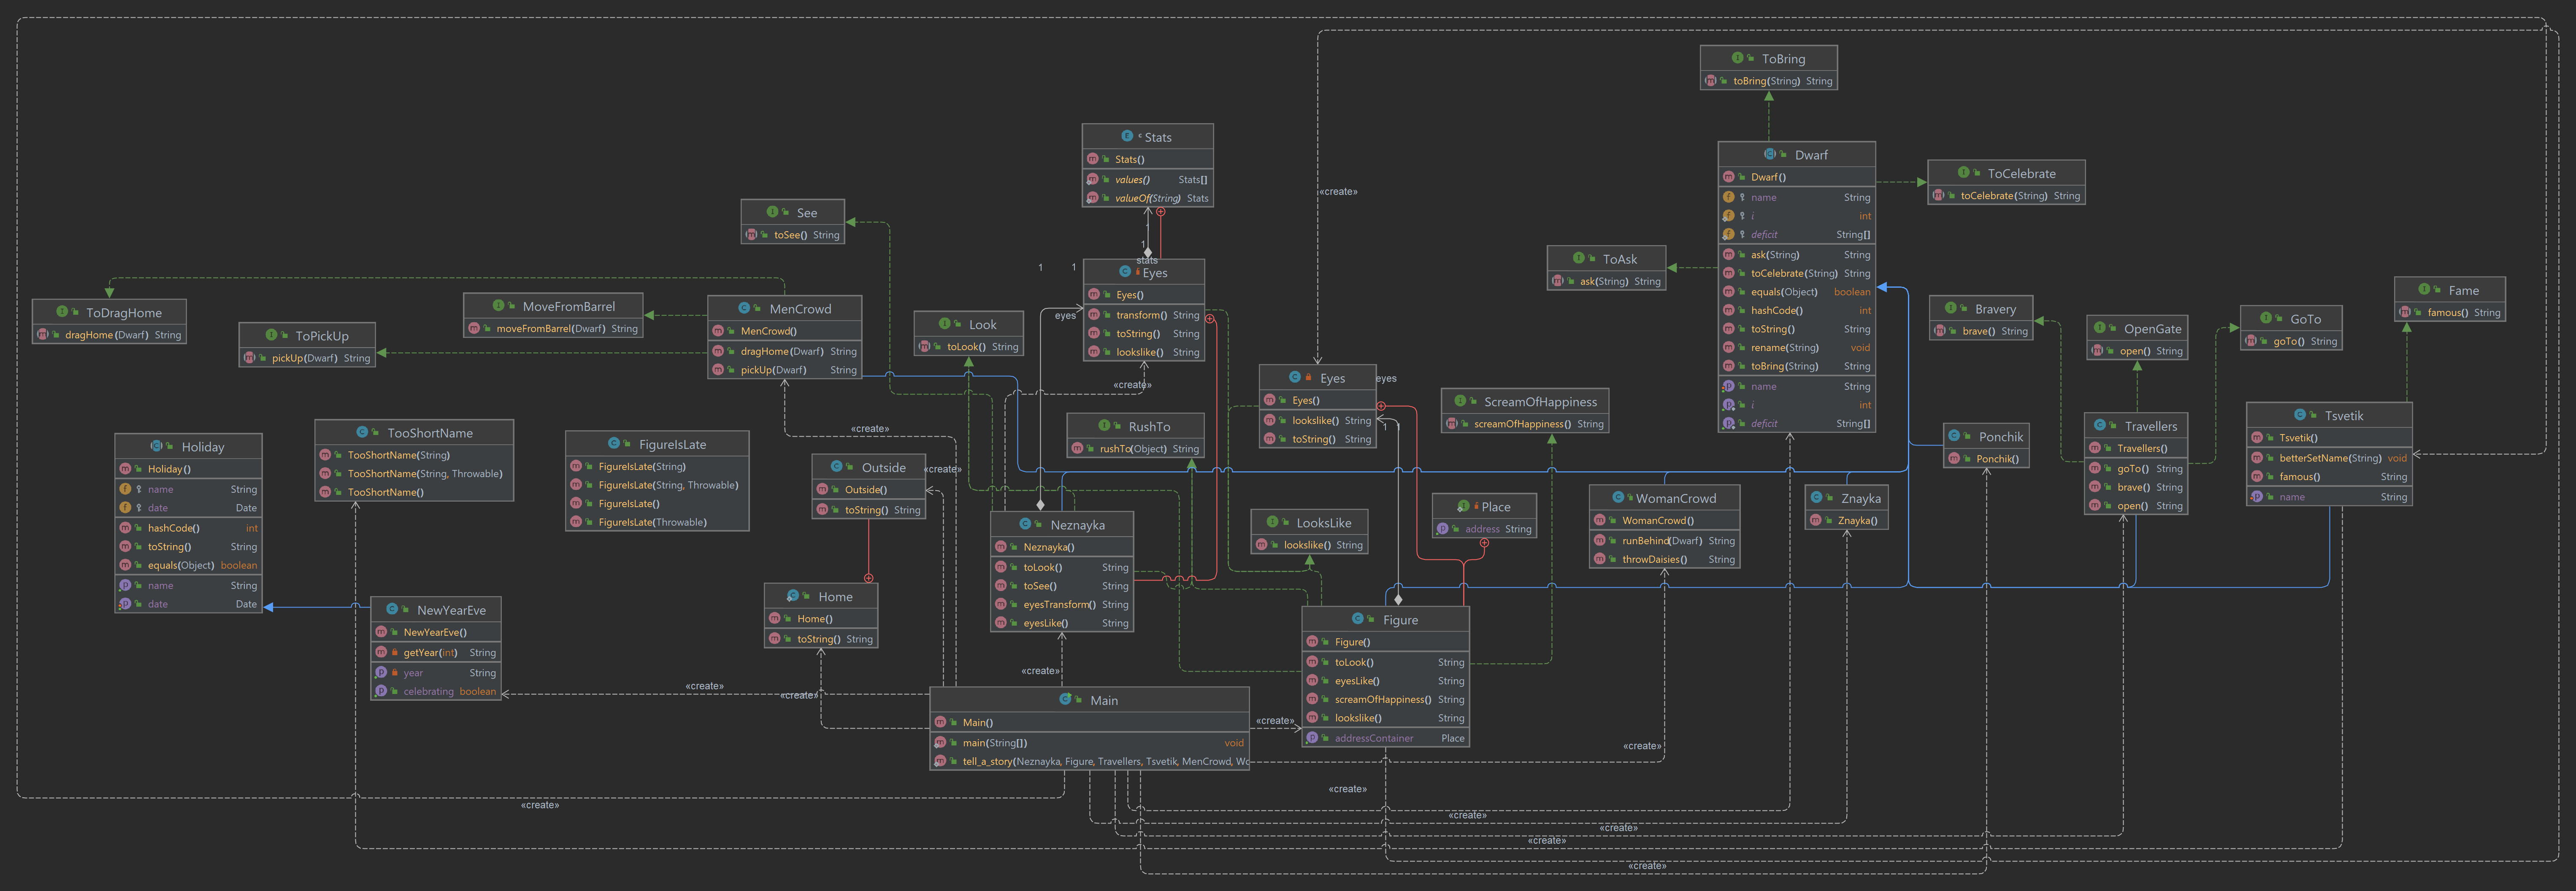 ToBring
toBring(String) String
Stats
Stats()
values() Stats[]
valueOf(String) Stats
Dwarf
Dwarf()
name String
i int
deficit String[]
ask(String) String
toCelebrate(String) String
equals(Object) boolean
hashCode() int
toString() String
rename(String) void
toBring(String) String
name String
i int
deficit String[]
ToCelebrate
toCelebrate(String) String
«create»
See
toSee() String
ToAsk
ask(String) String
1
1
stats
1
1
Eyes
Eyes()
transform() String
toString() String
lookslike() String
eyes
«create»
ToDragHome
dragHome(Dwarf) String
MoveFromBarrel
moveFromBarrel(Dwarf) String
MenCrowd
MenCrowd()
dragHome(Dwarf) String
pickUp(Dwarf) String
ToPickUp
pickUp(Dwarf) String
Look
toLook() String
Bravery
brave() String
OpenGate
open() String
GoTo
goTo() String
Fame
famous() String
Eyes
Eyes()
lookslike() String
toString() String
eyes
1
1
ScreamOfHappiness
screamOfHappiness() String
RushTo
rushTo(Object) String
Holiday
Holiday()
name String
date Date
hashCode() int
toString() String
equals(Object) boolean
name String
date Date
TooShortName
TooShortName(String)
TooShortName(String, Throwable)
TooShortName()
FigureIsLate
FigureIsLate(String)
FigureIsLate(String, Throwable)
FigureIsLate()
FigureIsLate(Throwable)
«create»
Outside
Outside()
toString() String
«create»
Ponchik
Ponchik()
Travellers
Travellers()
goTo() String
brave() String
open() String
Tsvetik
Tsvetik()
betterSetName(String) void
famous() String
name String
Neznayka
Neznayka()
toLook() String
toSee() String
eyesTransform() String
eyesLike() String
LooksLike
lookslike() String
Place
address String
WomanCrowd
WomanCrowd()
runBehind(Dwarf) String
throwDaisies() String
Znayka
Znayka()
Home
Home()
toString() String
NewYearEve
NewYearEve()
getYear(int) String
year String
celebrating boolean
Figure
Figure()
toLook() String
eyesLike() String
screamOfHappiness() String
lookslike() String
addressContainer Place
«create»
«create»
«create»
Main
Main()
main(String[]) void
tell_a_story(Neznayka, Figure, Travellers, Tsvetik, MenCrowd, Wo
«create»
«create»
«create»
«create»
«create»
«create»
«create»
«create»